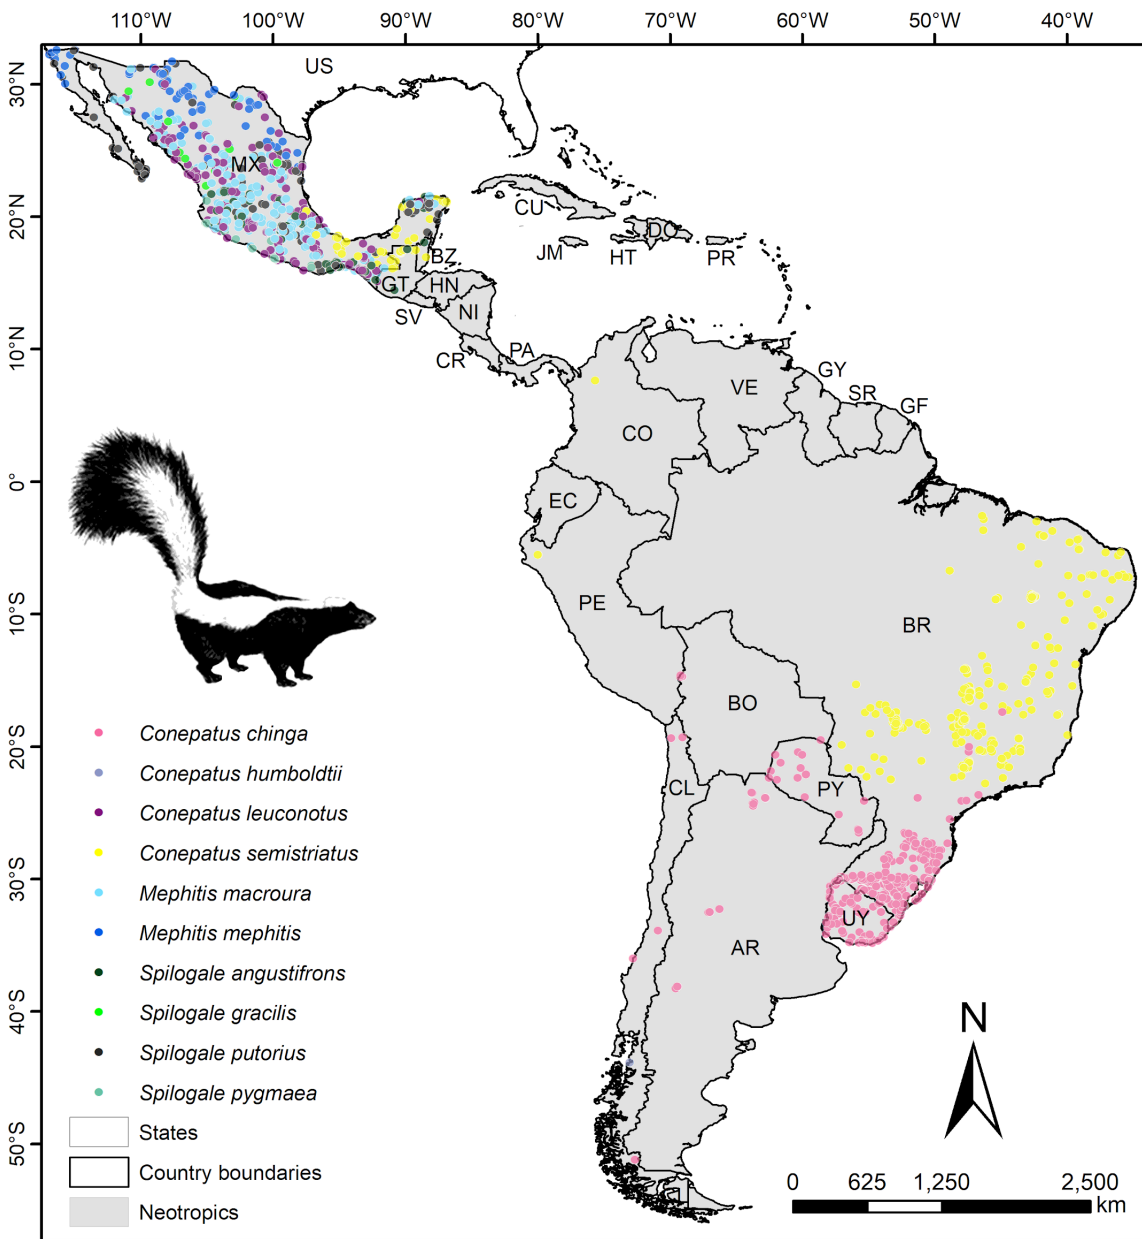 110°W 100°W 90°W 80°W 70°W 60°W 50°W 40°W
30°N
20°N
10°N
0°
10°S
20°S
30°S
40°S
50°S
US
MX
CU
DO
JM
HT
PR
BZ
GT
HN
SV
NI
CR
PA
VE
GY
SR
GF
CO
EC
PE
BR
BO
PY
CL
UY
AR
Conepatus chinga
Conepatus humboldtii
Conepatus leuconotus
Conepatus semistriatus
Mephitis macroura
Mephitis mephitis
Spilogale angustifrons
Spilogale gracilis
Spilogale putorius
Spilogale pygmaea
States
Country boundaries
Neotropics
N
0 625 1,250 2,500
km